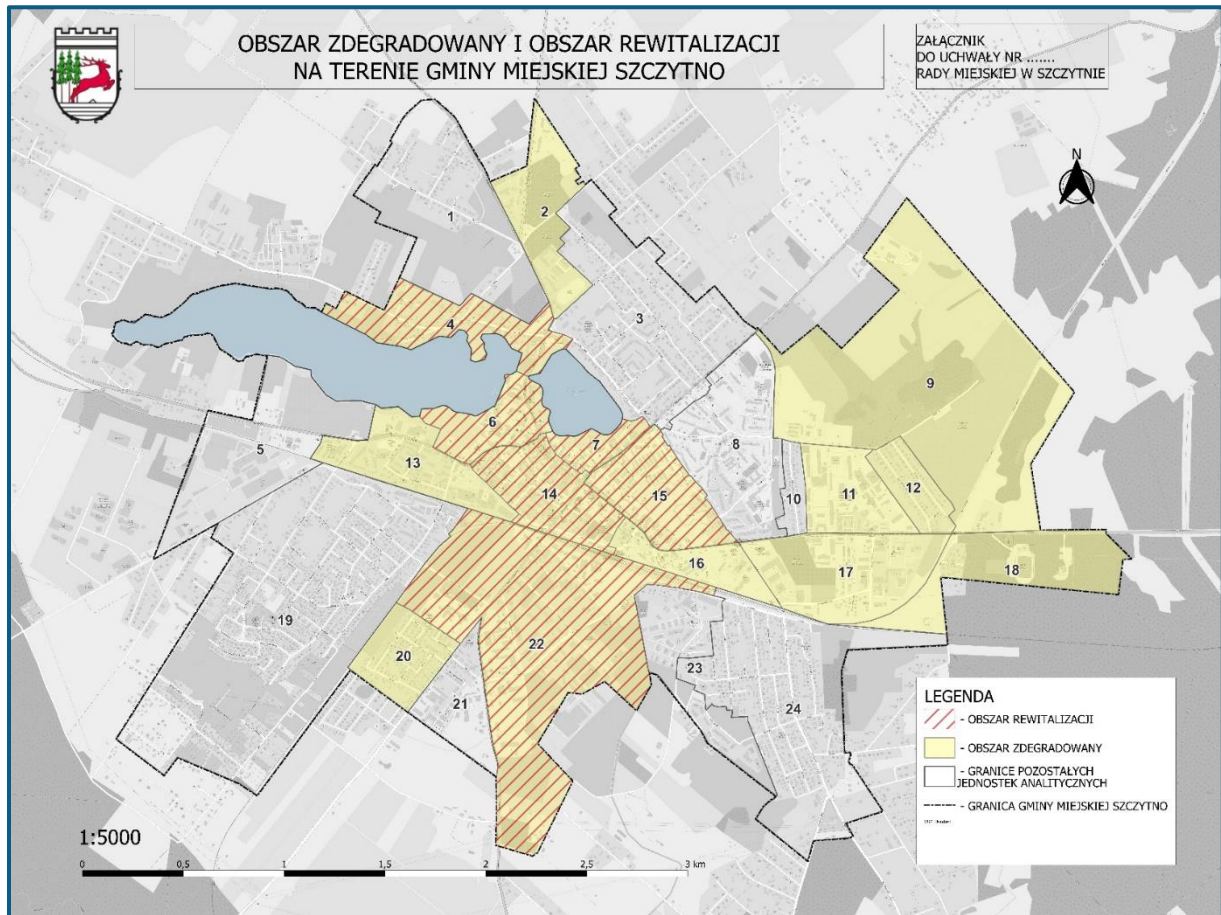 OBSZAR ZDEGRADOWANY I OBSZAR REWITALIZACJI
NA TERENIE GMINY MIEJSKIEJ SZCZYTNO
ZAŁĄCZNIK
DO UCHWAŁY NR .......
RADY MIEJSKIEJ W SZCZYTNIE
N
1
2
3
4
5
6
7
8
9
10
11
12
13
14
15
16
17
18
19
20
21
22
23
24
LEGENDA
- OBSZAR REWITALIZACJI
- OBSZAR ZDEGRADOWANY
- GRANICE POZOSTAŁYCH
JEDNOSTEK ANALITYCZNYCH
- GRANICA GMINY MIEJSKIEJ SZCZYTNO
1:5000
0 0,5 1 1,5 2 2,5 3 km